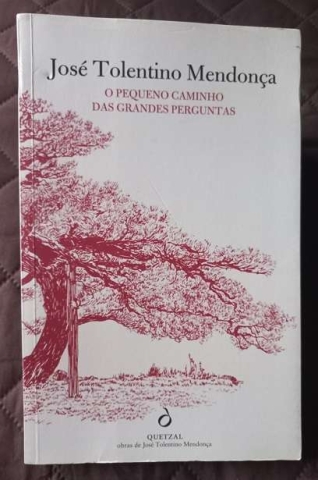 José Tolentino Mendonça
O PEQUENO CAMINHO
DAS GRANDES PERGUNTAS
QUETZAL
obras de José Tolentino Mendonça